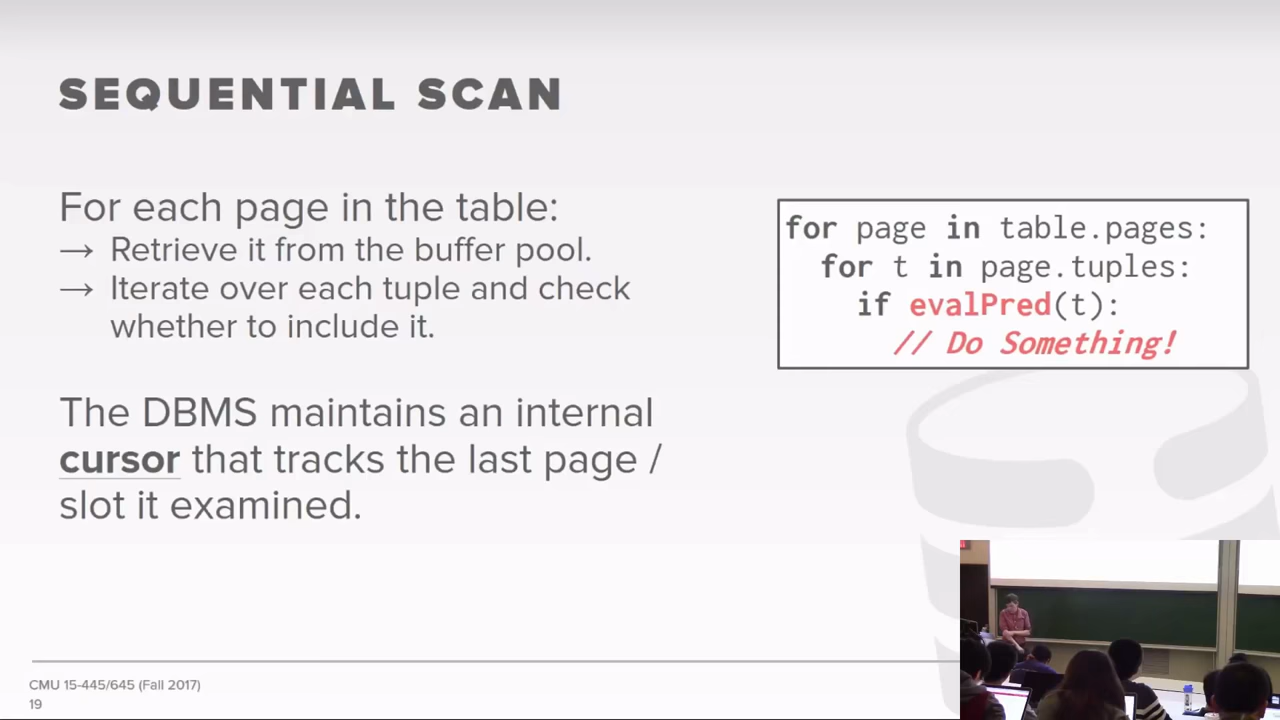 SEQUENTIAL SCAN
For each page in the table:
→ Retrieve it from the buffer pool.
→ Iterate over each tuple and check
whether to include it.
The DBMS maintains an internal
cursor that tracks the last page /
slot it examined.
for page in table.pages:
for t in page.tuples:
if evalPred(t):
// Do Something!
CMU 15-445/645 (Fall 2017)
19